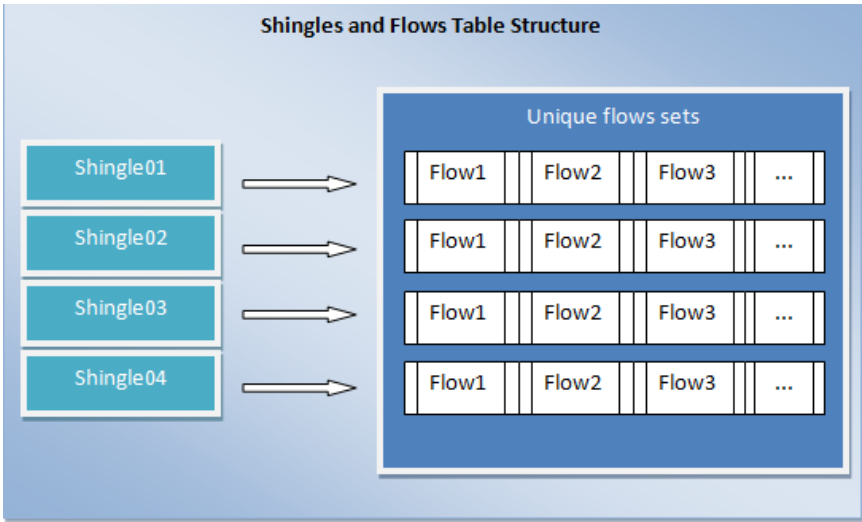 Shingles and Flows Table Structure
Unique flows sets
Shingle01
Flow1 Flow2 Flow3 ...
Shingle02
Flow1 Flow2 Flow3 ...
Shingle03
Flow1 Flow2 Flow3 ...
Shingle04
Flow1 Flow2 Flow3 ...